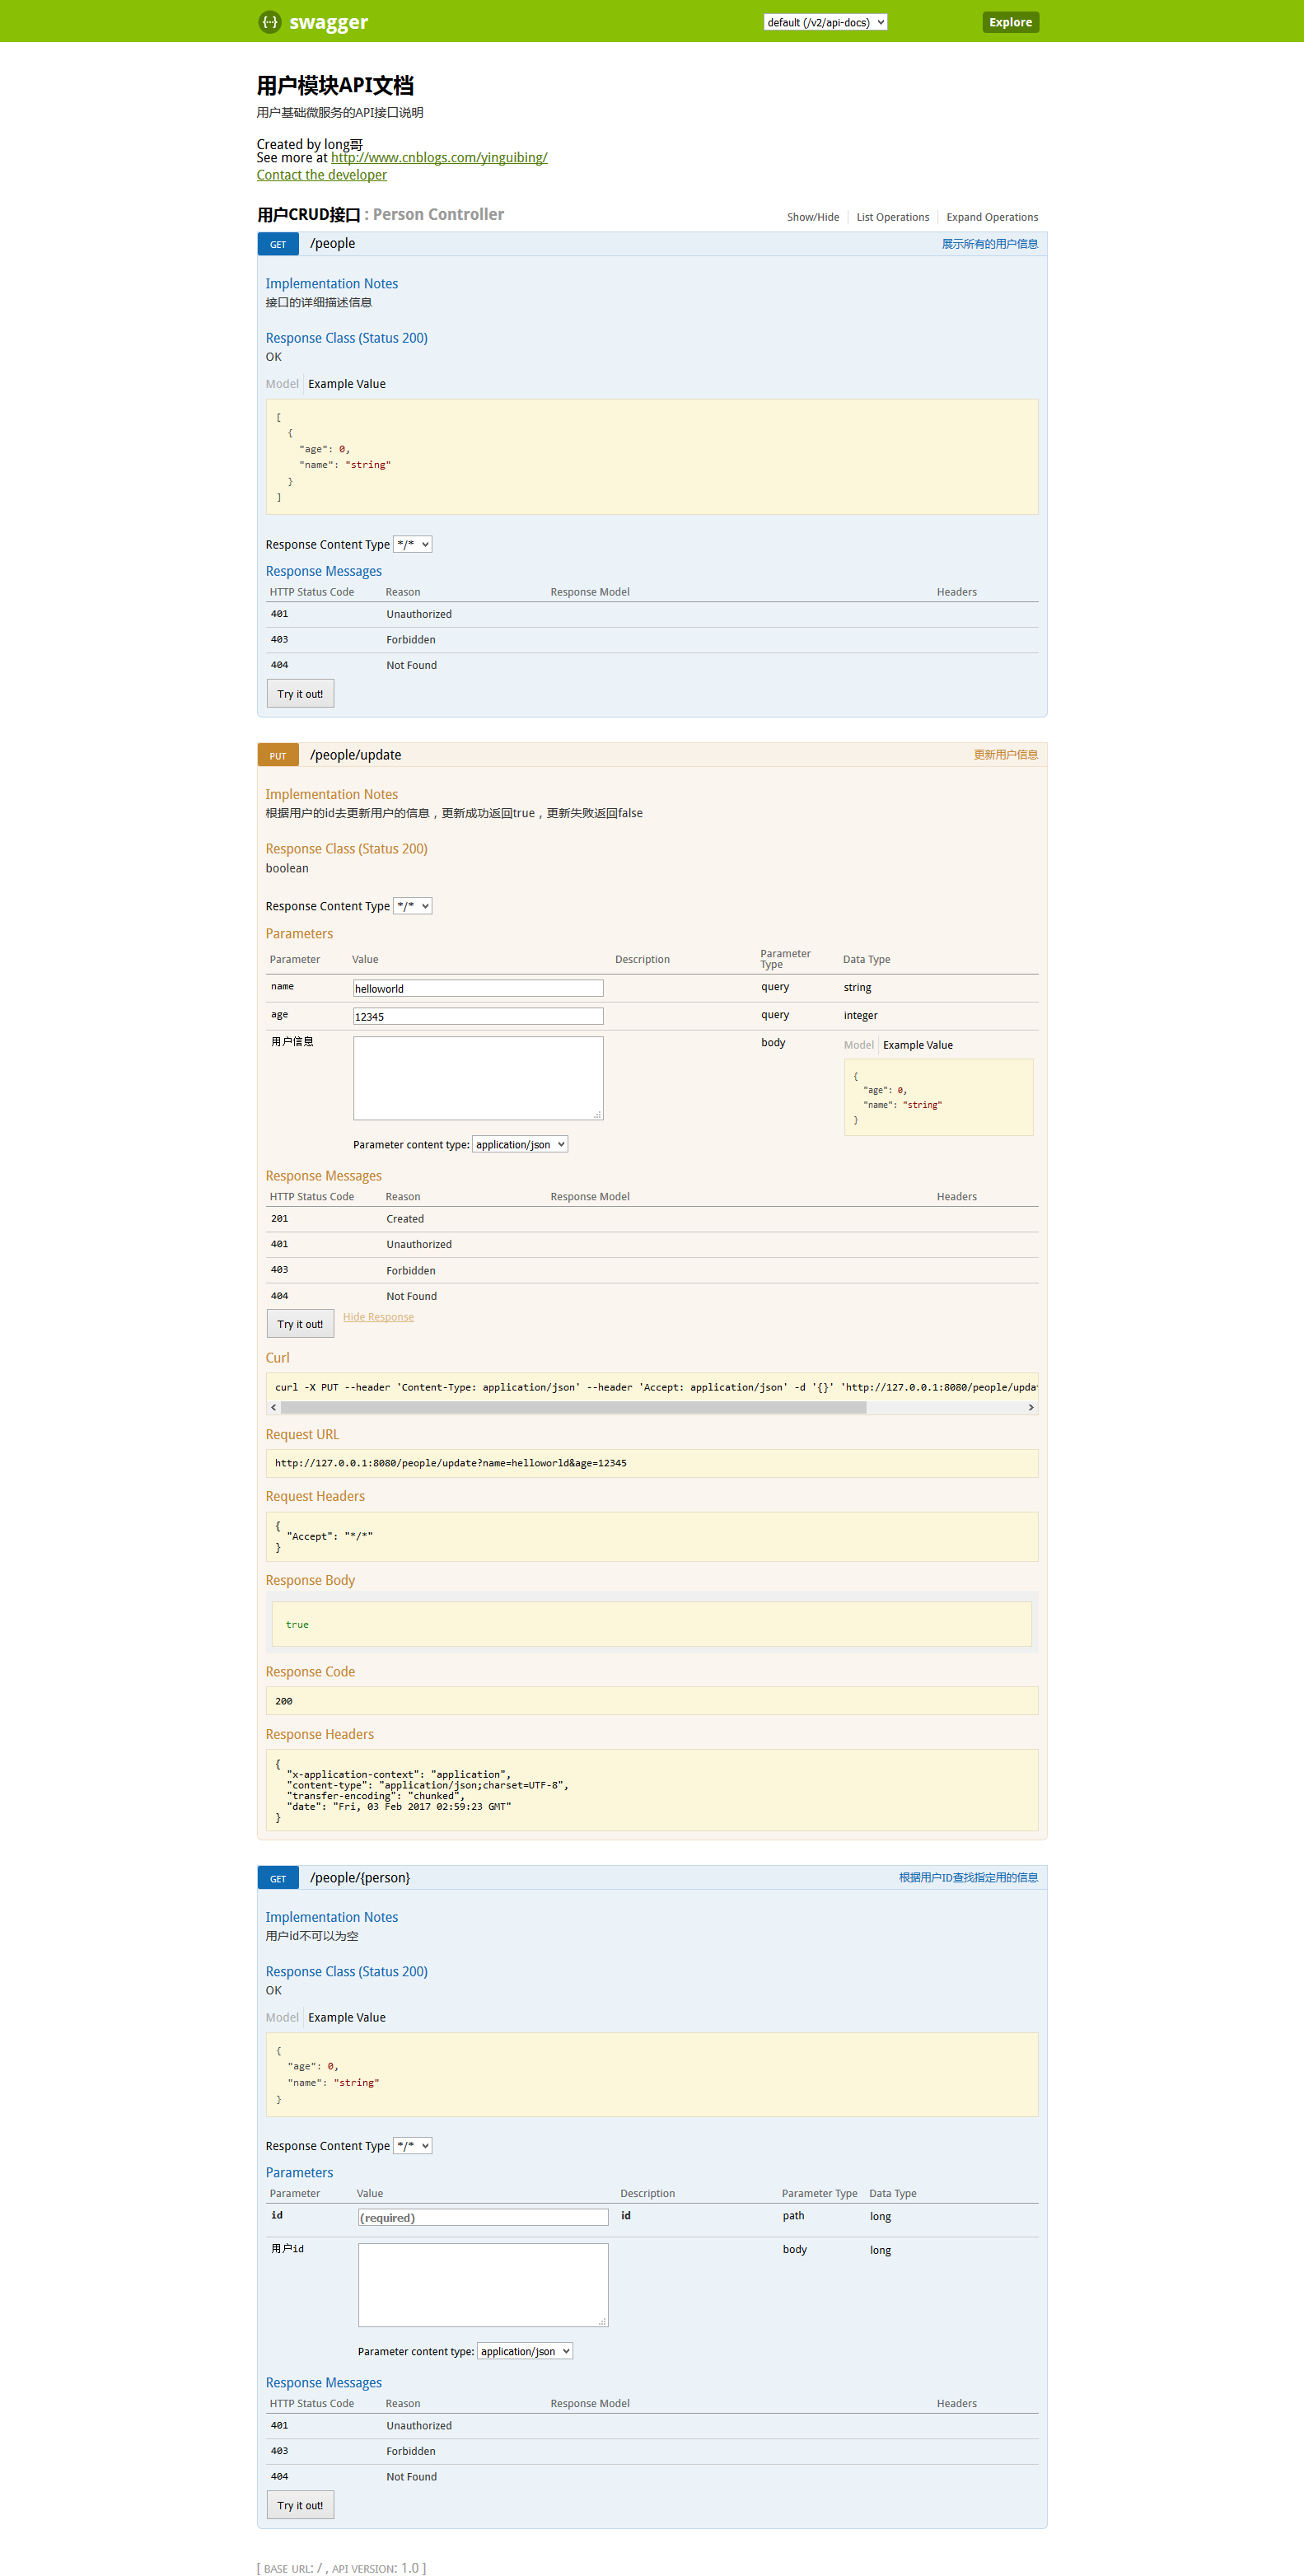 swagger default (/v2/api-docs) Explore
用户模块API文档
用户基础微服务的API接口说明
Created by long哥
See more at http://www.cnblogs.com/yinguibing/
Contact the developer
用户CRUD接口 : Person Controller Show/Hide List Operations Expand Operations
GET /people 展示所有的用户信息
Implementation Notes
接口的详细描述信息
Response Class (Status 200)
OK
Model Example Value
[
{
"age": 0,
"name": "string"
}
]
Response Content Type */*
Response Messages
HTTP Status Code Reason Response Model Headers
401 Unauthorized
403 Forbidden
404 Not Found
Try it out!
PUT /people/update 更新用户信息
Implementation Notes
根据用户的id去更新用户的信息，更新成功返回true，更新失败返回false
Response Class (Status 200)
boolean
Response Content Type */*
Parameters
Parameter Value Description Parameter Type Data Type
name helloworld query string
age 12345 query integer
用户信息 body Model Example Value
{
"age": 0,
"name": "string"
}
Parameter content type: application/json
Response Messages
HTTP Status Code Reason Response Model Headers
201 Created
401 Unauthorized
403 Forbidden
404 Not Found
Try it out! Hide Response
Curl
curl -X PUT --header 'Content-Type: application/json' --header 'Accept: application/json' -d '{}' 'http://127.0.0.1:8080/people/updat
Request URL
http://127.0.0.1:8080/people/update?name=helloworld&age=12345
Request Headers
{
"Accept": "*/*"
}
Response Body
true
Response Code
200
Response Headers
{
"x-application-context": "application",
"content-type": "application/json;charset=UTF-8",
"transfer-encoding": "chunked",
"date": "Fri, 03 Feb 2017 02:59:23 GMT"
}
GET /people/{person} 根据用户ID查找指定用的信息
Implementation Notes
用户id不可以为空
Response Class (Status 200)
OK
Model Example Value
{
"age": 0,
"name": "string"
}
Response Content Type */*
Parameters
Parameter Value Description Parameter Type Data Type
id (required) id path long
用户id body long
Parameter content type: application/json
Response Messages
HTTP Status Code Reason Response Model Headers
401 Unauthorized
403 Forbidden
404 Not Found
Try it out!
[ BASE URL: / , API VERSION: 1.0 ]